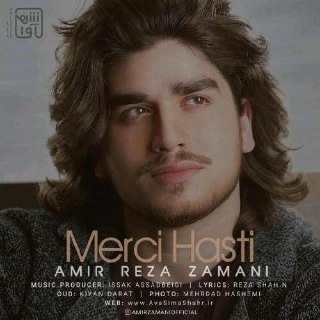 Merci Hasti
AMIR REZA ZAMANI
MUSIC PRODUCER: ISSAK ASSADBEIGI | LYRICS: REZA SHAH.N
OUD: KIYAN DARAT | PHOTO: MEHRDAD HASHEMI
WEB: www.AvaSimaShahr.ir
@AMIRZAMANIOFFICIAL